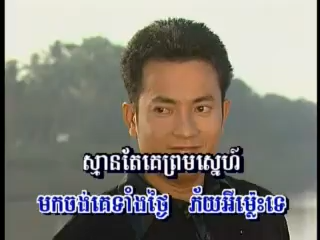 ស្មានតែគេព្រមស្នេហ៍
មកចង់គេទាំងថ្ងៃ ភ័យអីម្ល៉េះទេ